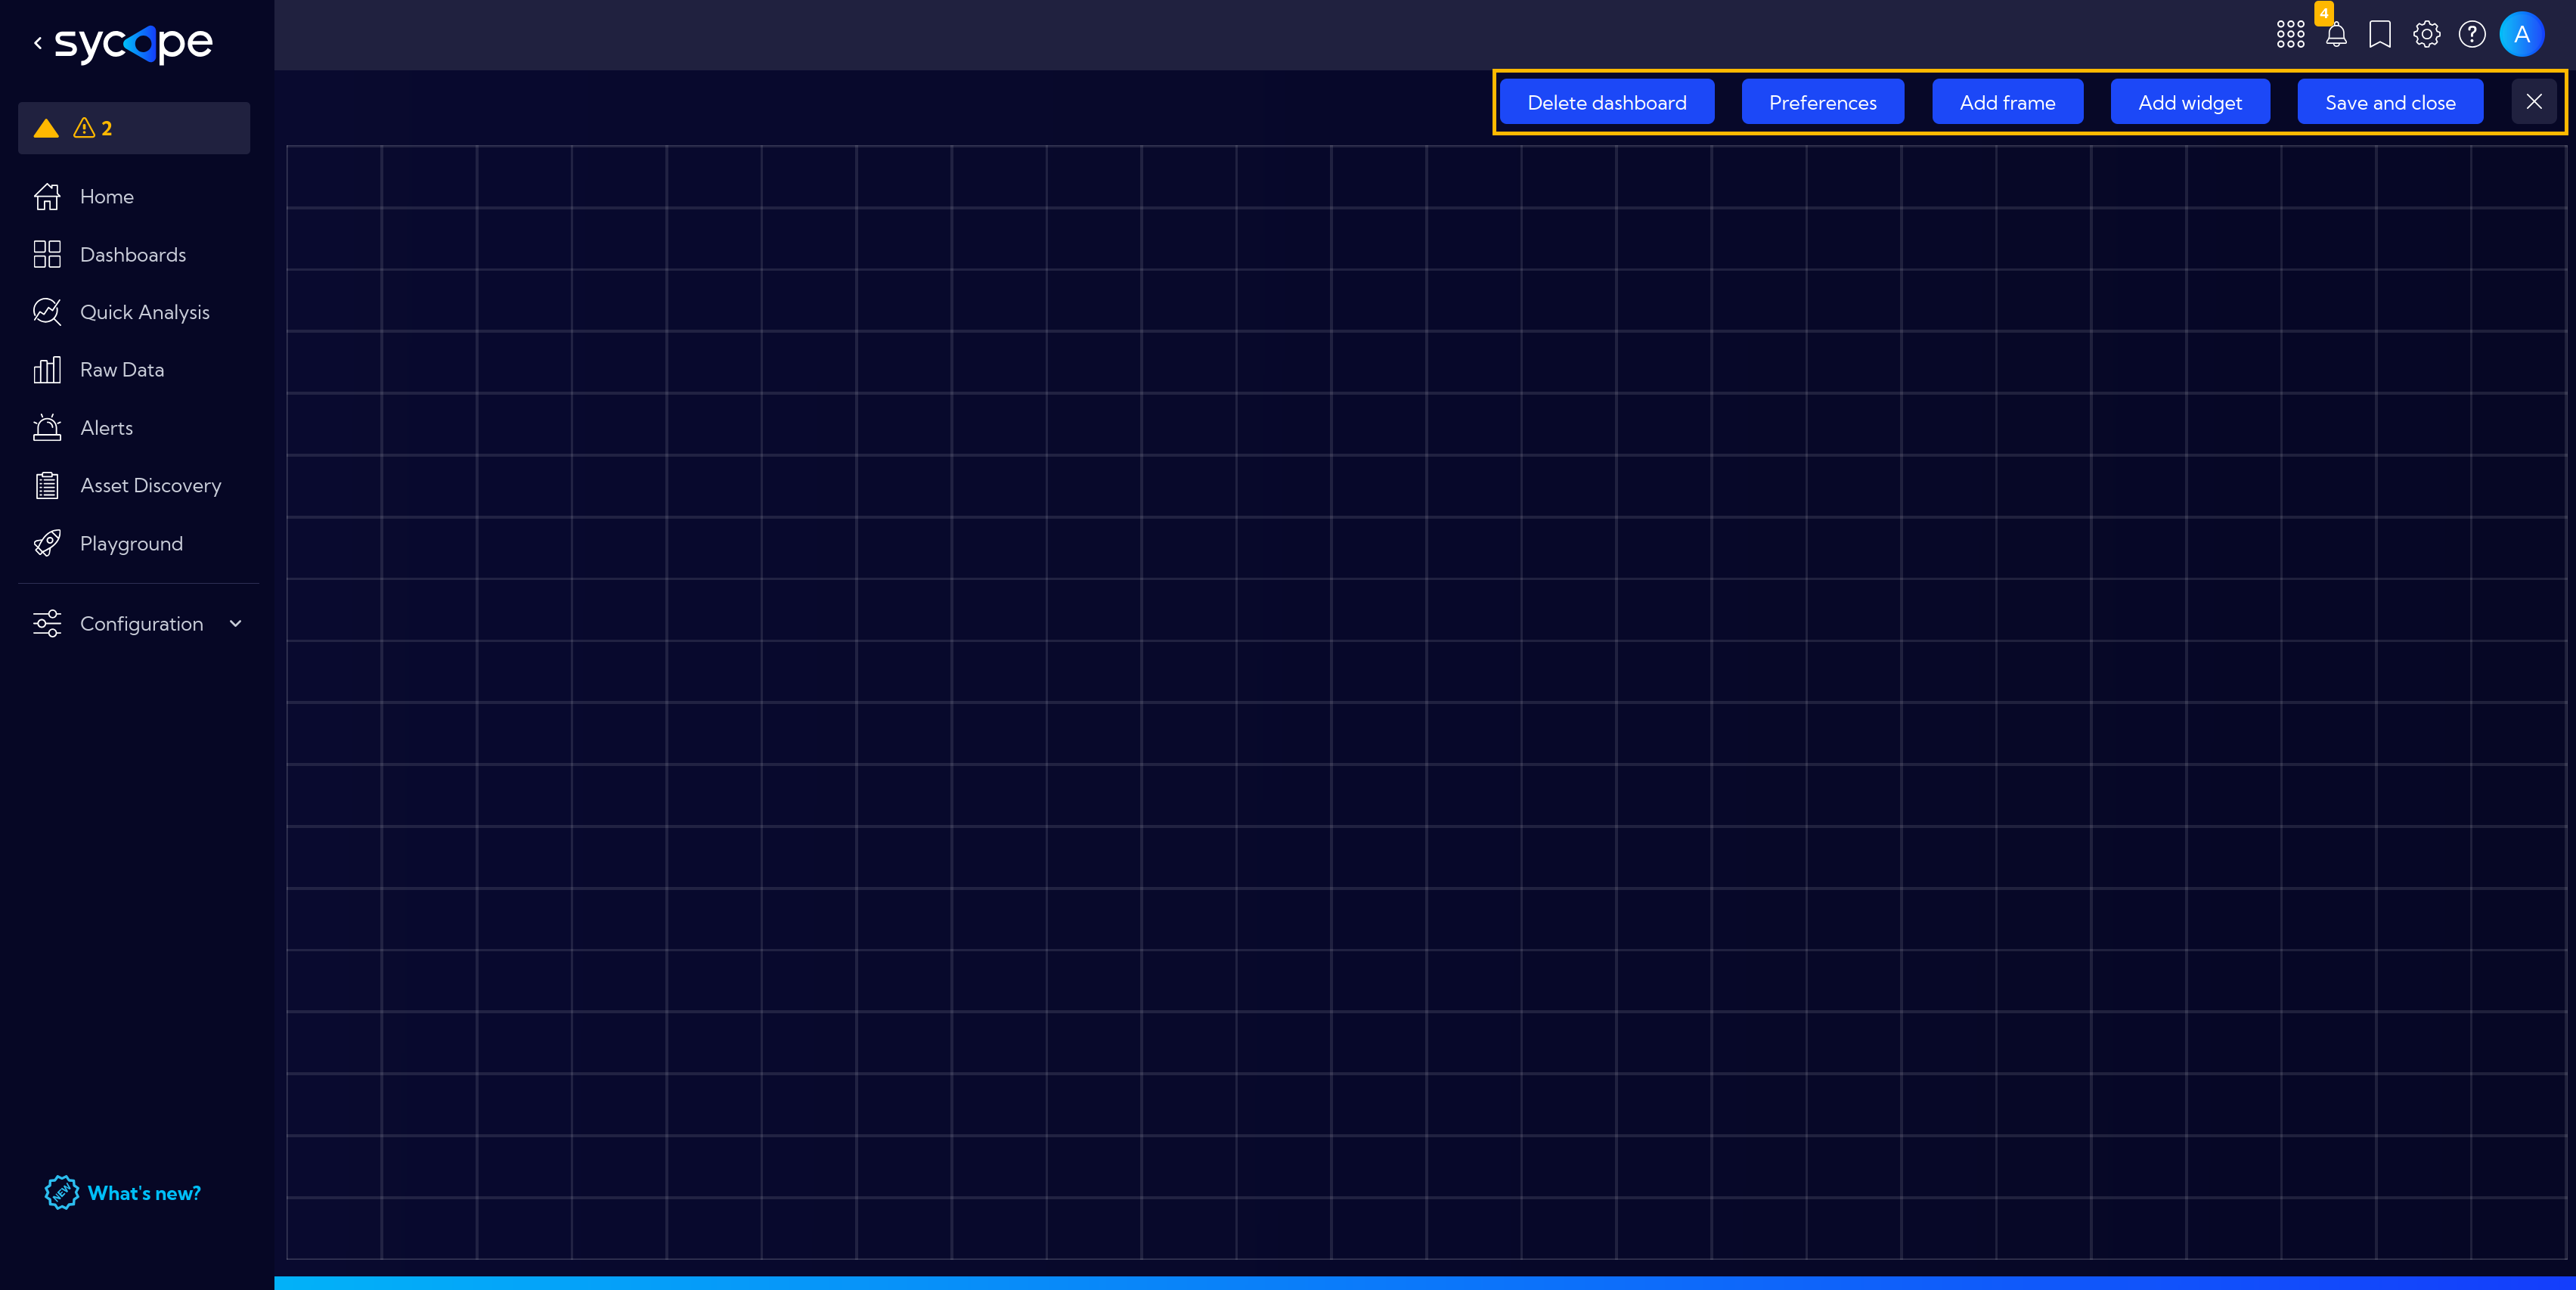 sycope
4
A
Delete dashboard
Preferences
Add frame
Add widget
Save and close
2
Home
Dashboards
Quick Analysis
Raw Data
Alerts
Asset Discovery
Playground
Configuration
NEW
What's new?